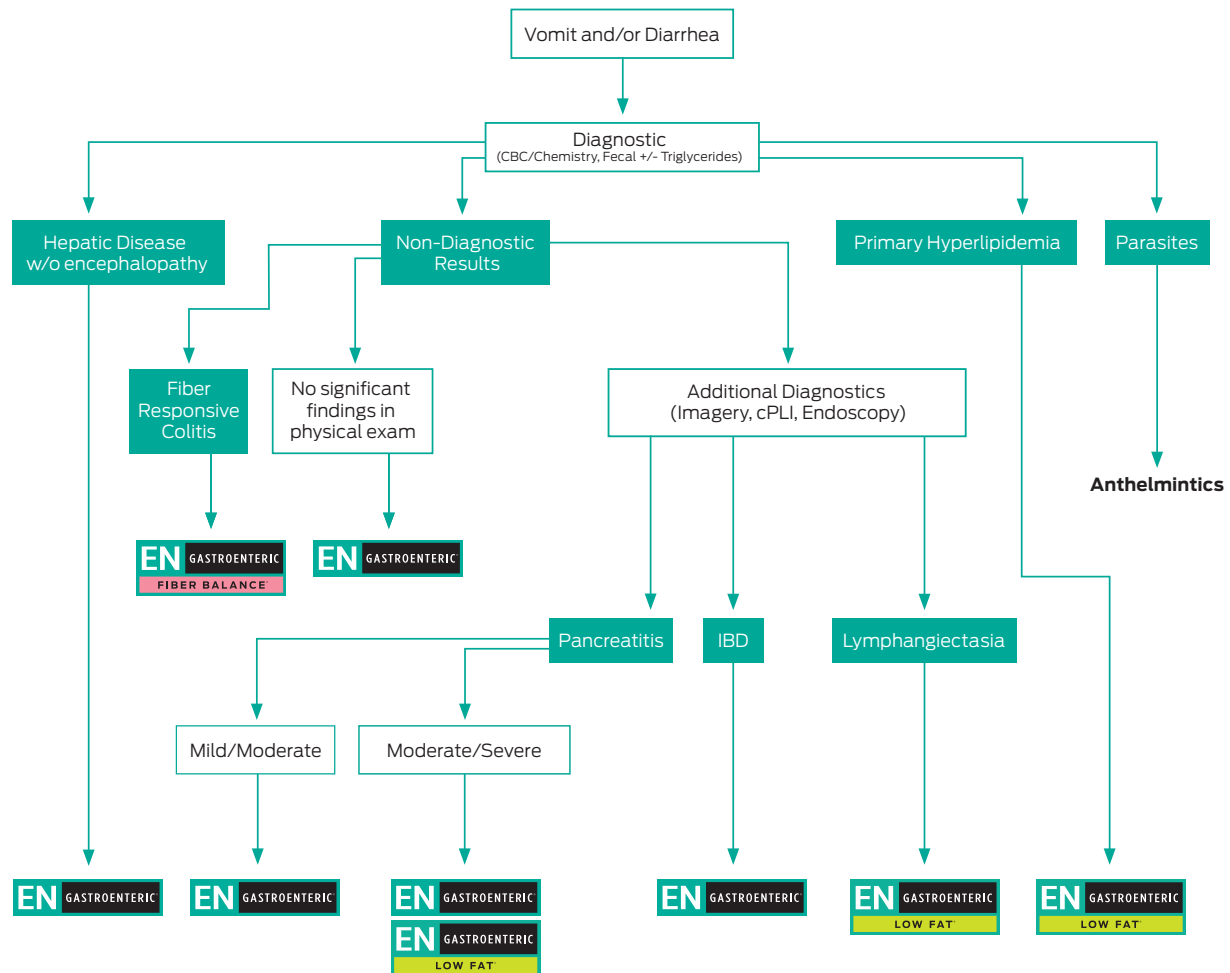 Vomit and/or Diarrhea
Diagnostic
(CBC/Chemistry, Fecal +/- Triglycerides)
Hepatic Disease
w/o encephalopathy
Non-Diagnostic
Results
Primary Hyperlipidemia
Parasites
Fiber
Responsive
Colitis
No significant
findings in
physical exam
Additional Diagnostics
(Imagery, cPLI, Endoscopy)
Anthelmintics
EN GASTROENTERIC
FIBER BALANCE
EN GASTROENTERIC
Pancreatitis
IBD
Lymphangiectasia
Mild/Moderate
Moderate/Severe
EN GASTROENTERIC
EN GASTROENTERIC
EN GASTROENTERIC
EN GASTROENTERIC
LOW FAT
EN GASTROENTERIC
EN GASTROENTERIC
LOW FAT
EN GASTROENTERIC
LOW FAT